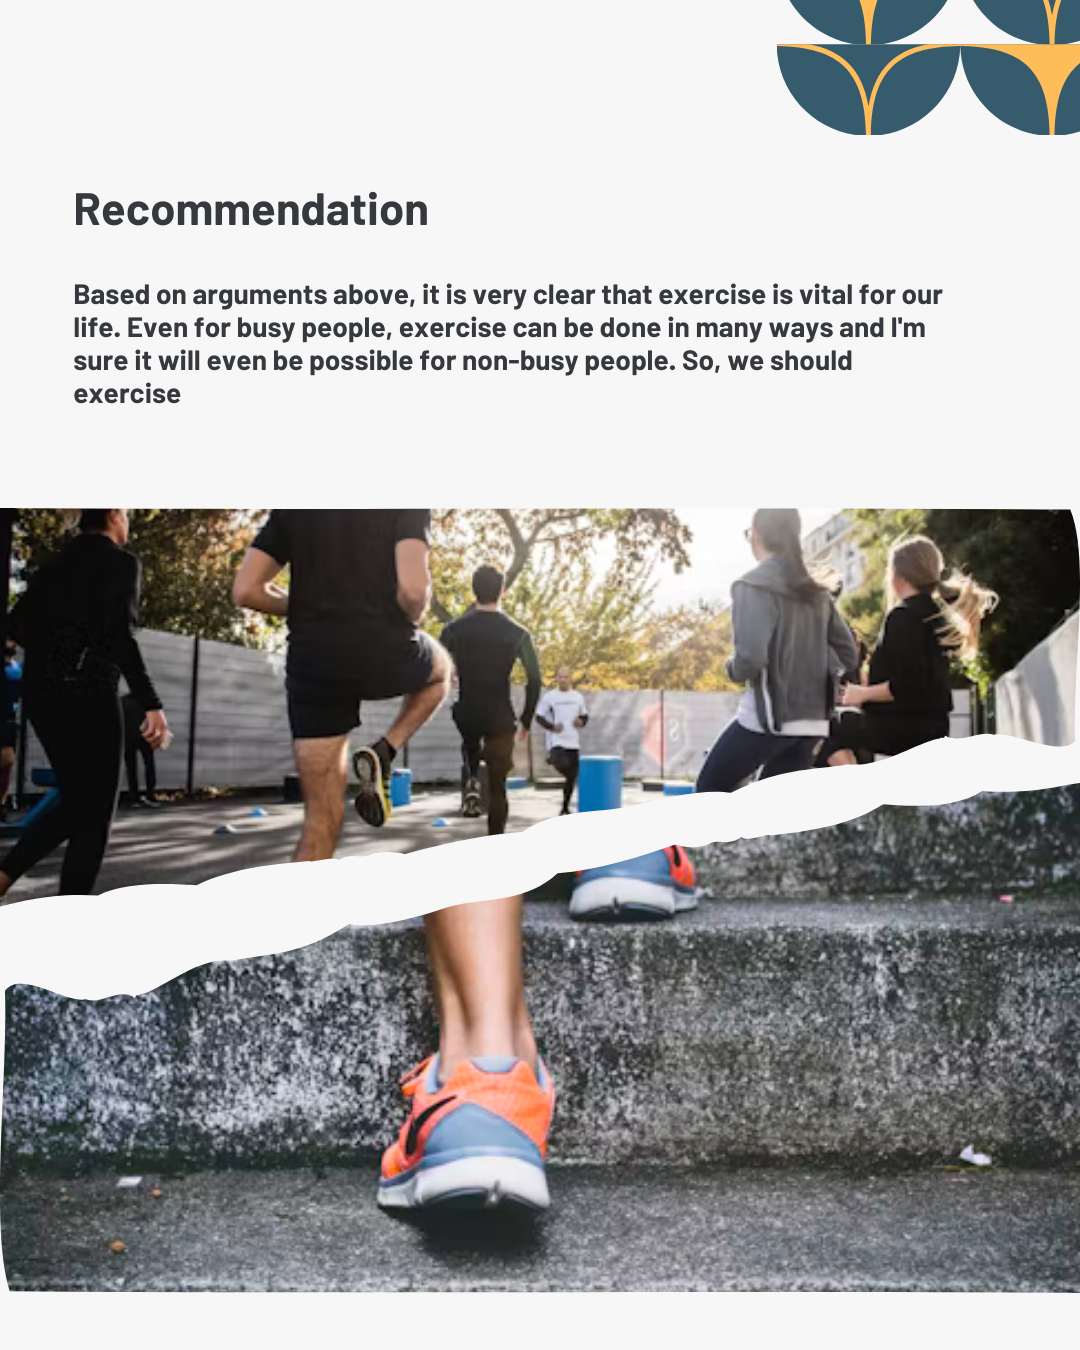 Recommendation
Based on arguments above, it is very clear that exercise is vital for our
life. Even for busy people, exercise can be done in many ways and I'm
sure it will even be possible for non-busy people. So, we should
exercise